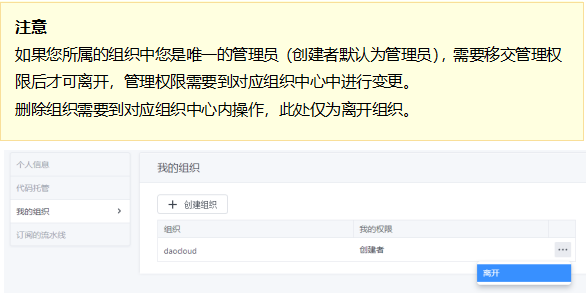 注意
如果您所属的组织中您是唯一的管理员（创建者默认为管理员），需要移交管理权
限后才可离开，管理权限需要到对应组织中心中进行变更。
删除组织需要到对应组织中心内操作，此处仅为离开组织。
个人信息
代码托管
我的组织
订阅的流水线
我的组织
创建组织
组织 我的权限
daocloud 创建者
离开